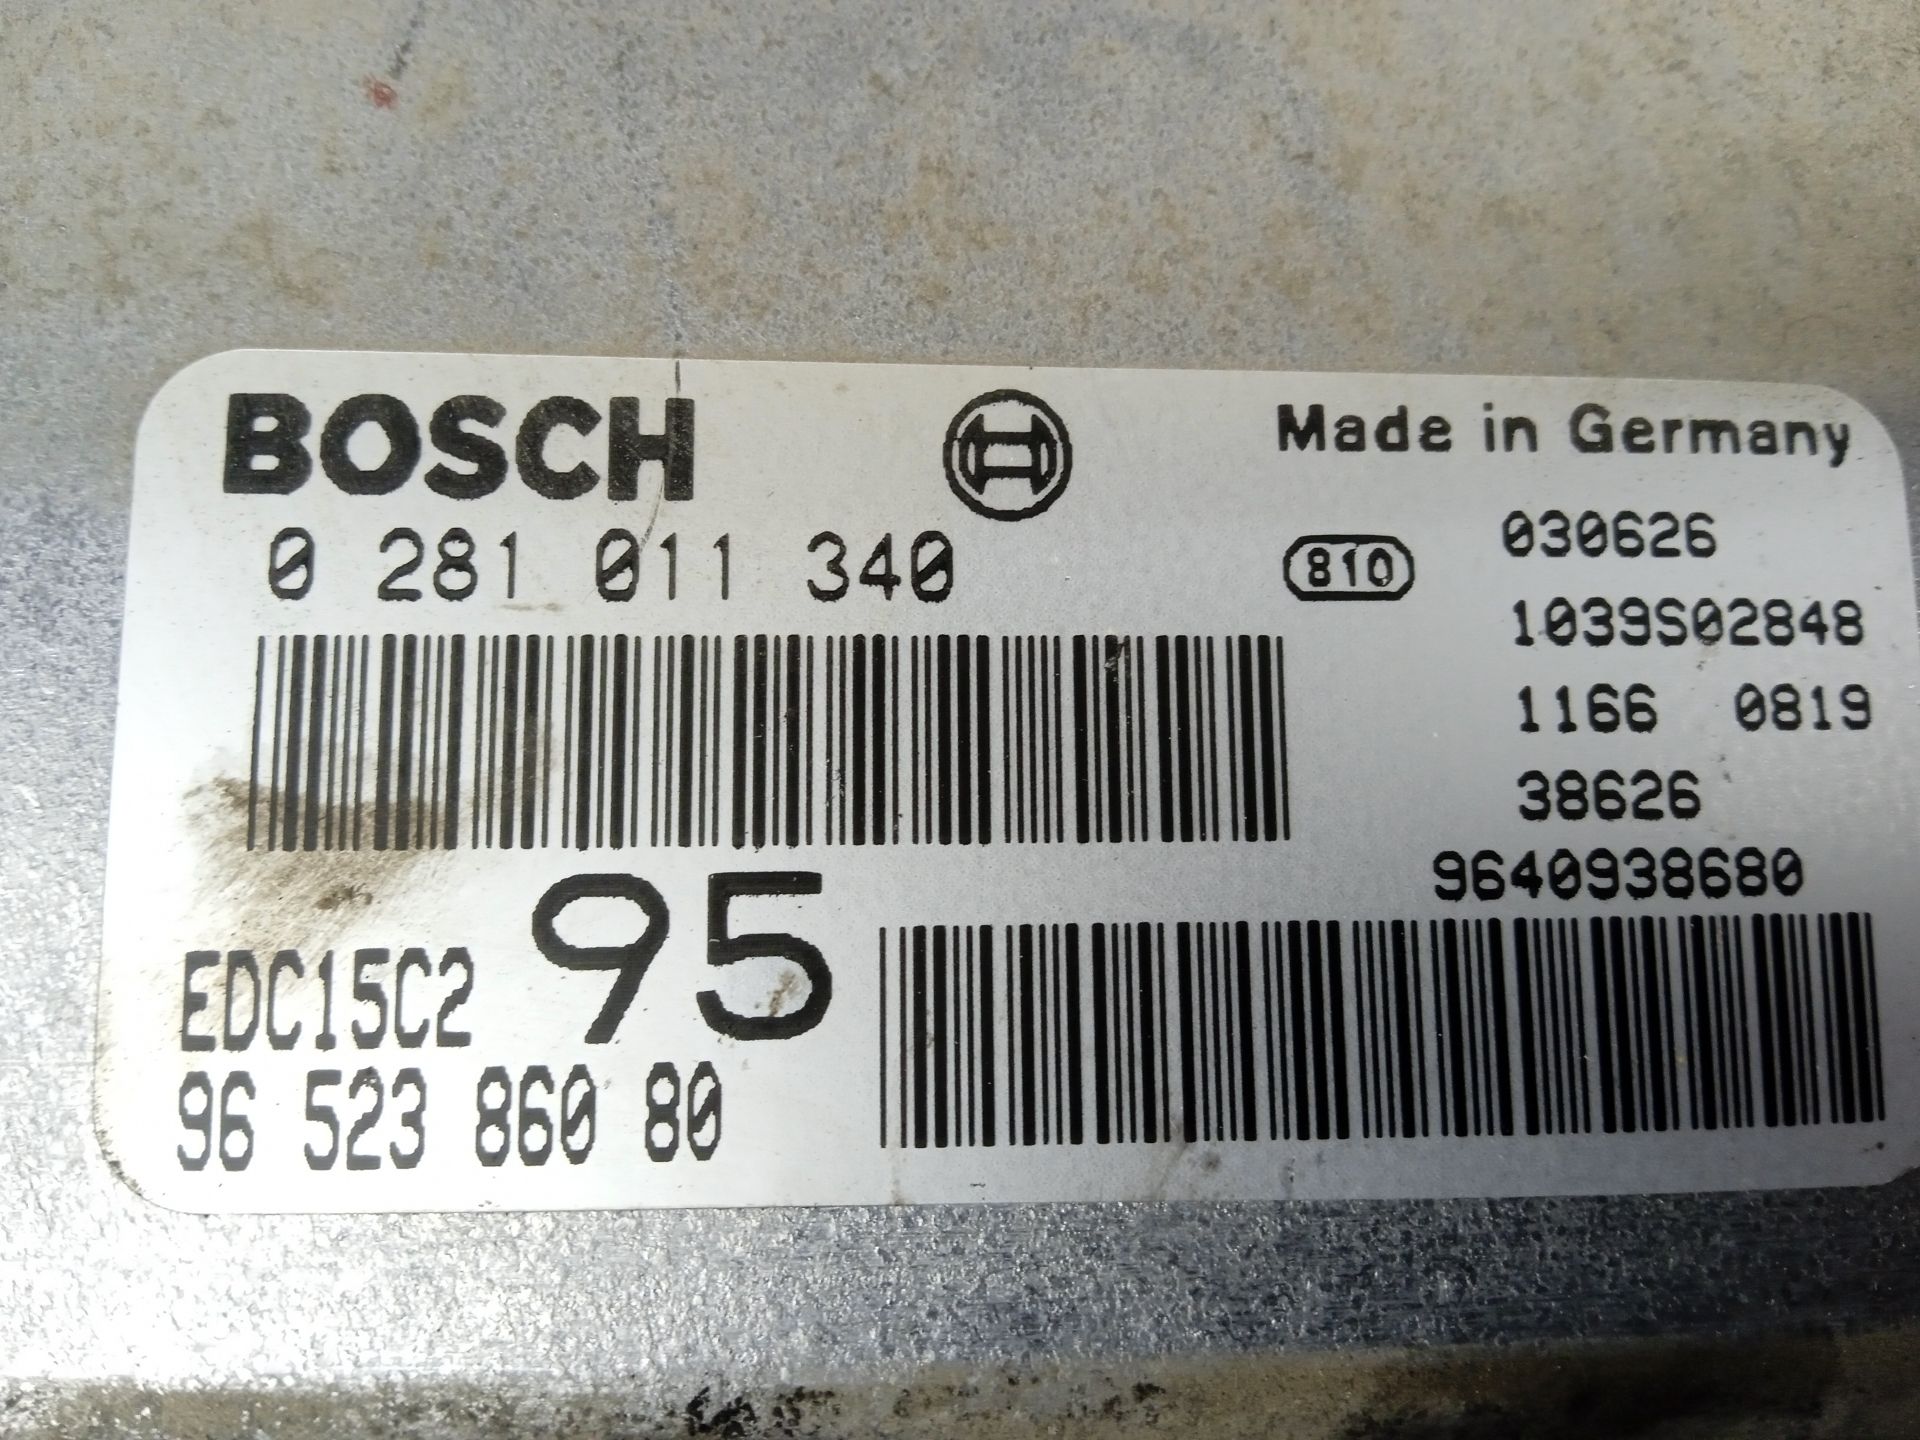 BOSCH
Made in Germany
0 281 011 340
810
030626
1039S02848
1166 0819
38626
9640938680
95
EDC15C2
96 523 860 80